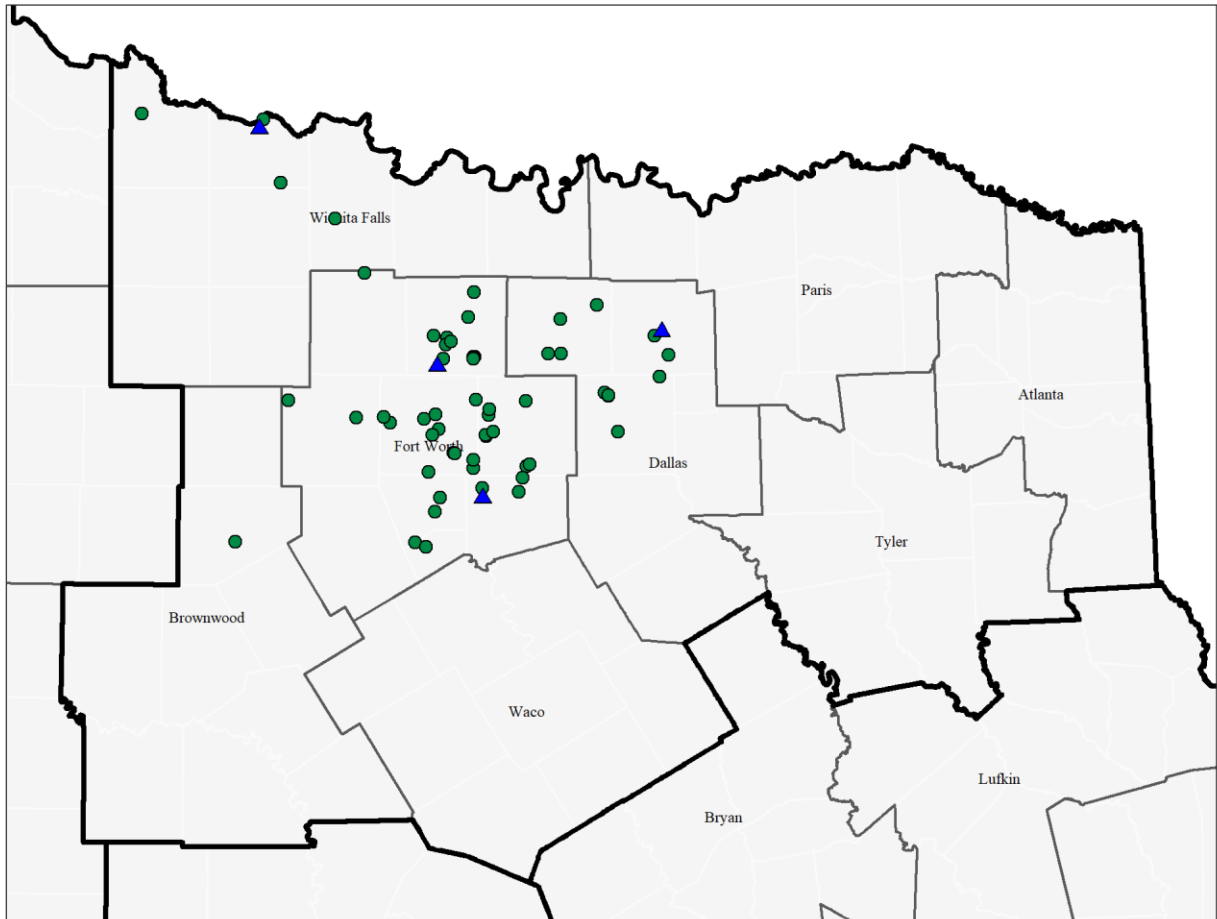 Wichita Falls
Paris
Atlanta
Fort Worth
Dallas
Tyler
Brownwood
Waco
Lufkin
Bryan